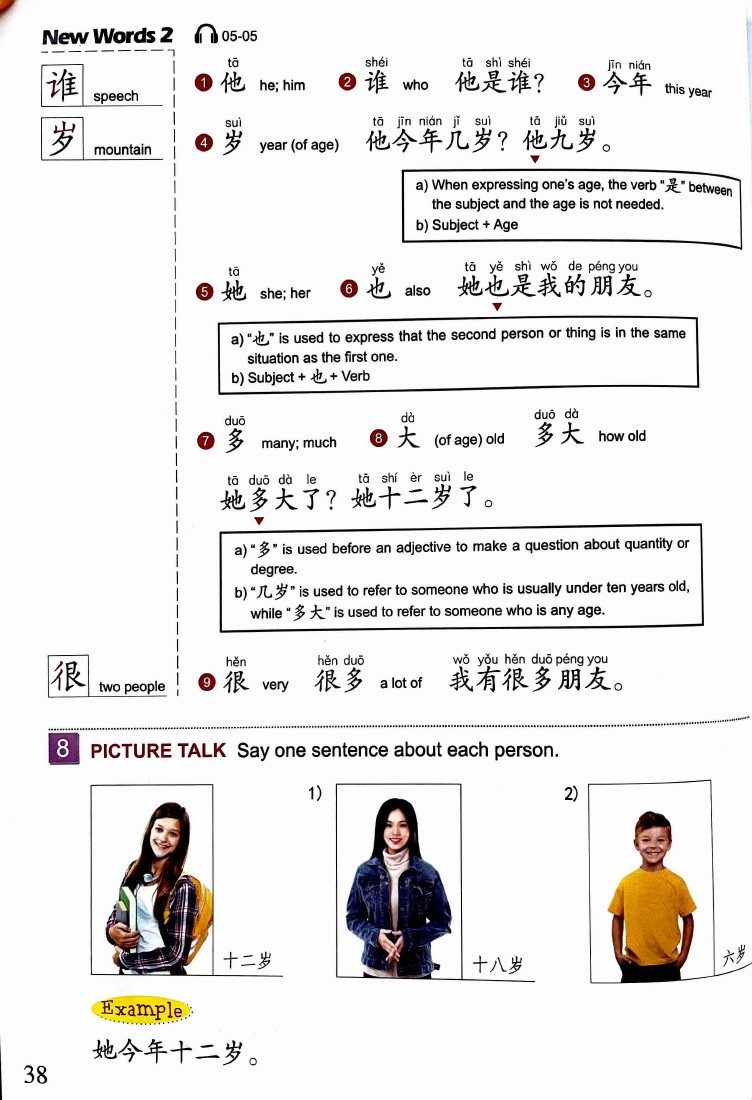 New Words 2 05-05
谁 speech
岁 mountain
tā shéi tā shì shéi jīn nián
1 他 he; him 2 谁 who 他是谁? 3 今年 this year
suì tā jīn nián jǐ suì tā jiǔ suì
4 岁 year (of age) 他今年几岁? 他九岁。
a) When expressing one's age, the verb "是" between
the subject and the age is not needed.
b) Subject + Age
tā yě tā yě shì wǒ de péng you
5 她 she; her 6 也 also 她也是我的朋友。
a) "也" is used to express that the second person or thing is in the same
situation as the first one.
b) Subject + 也 + Verb
duō dà duō dà
7 多 many; much 8 大 (of age) old 多大 how old
tā duō dà le tā shí èr suì le
她多大了? 她十二岁了。
a) "多" is used before an adjective to make a question about quantity or
degree.
b) "几岁" is used to refer to someone who is usually under ten years old,
while "多大" is used to refer to someone who is any age.
很 two people
hěn hěn duō wǒ yǒu hěn duō péng you
9 很 very 很多 a lot of 我有很多朋友。
8 PICTURE TALK Say one sentence about each person.
1) 2)
十二岁 十八岁 六岁
Example
她今年十二岁。
38